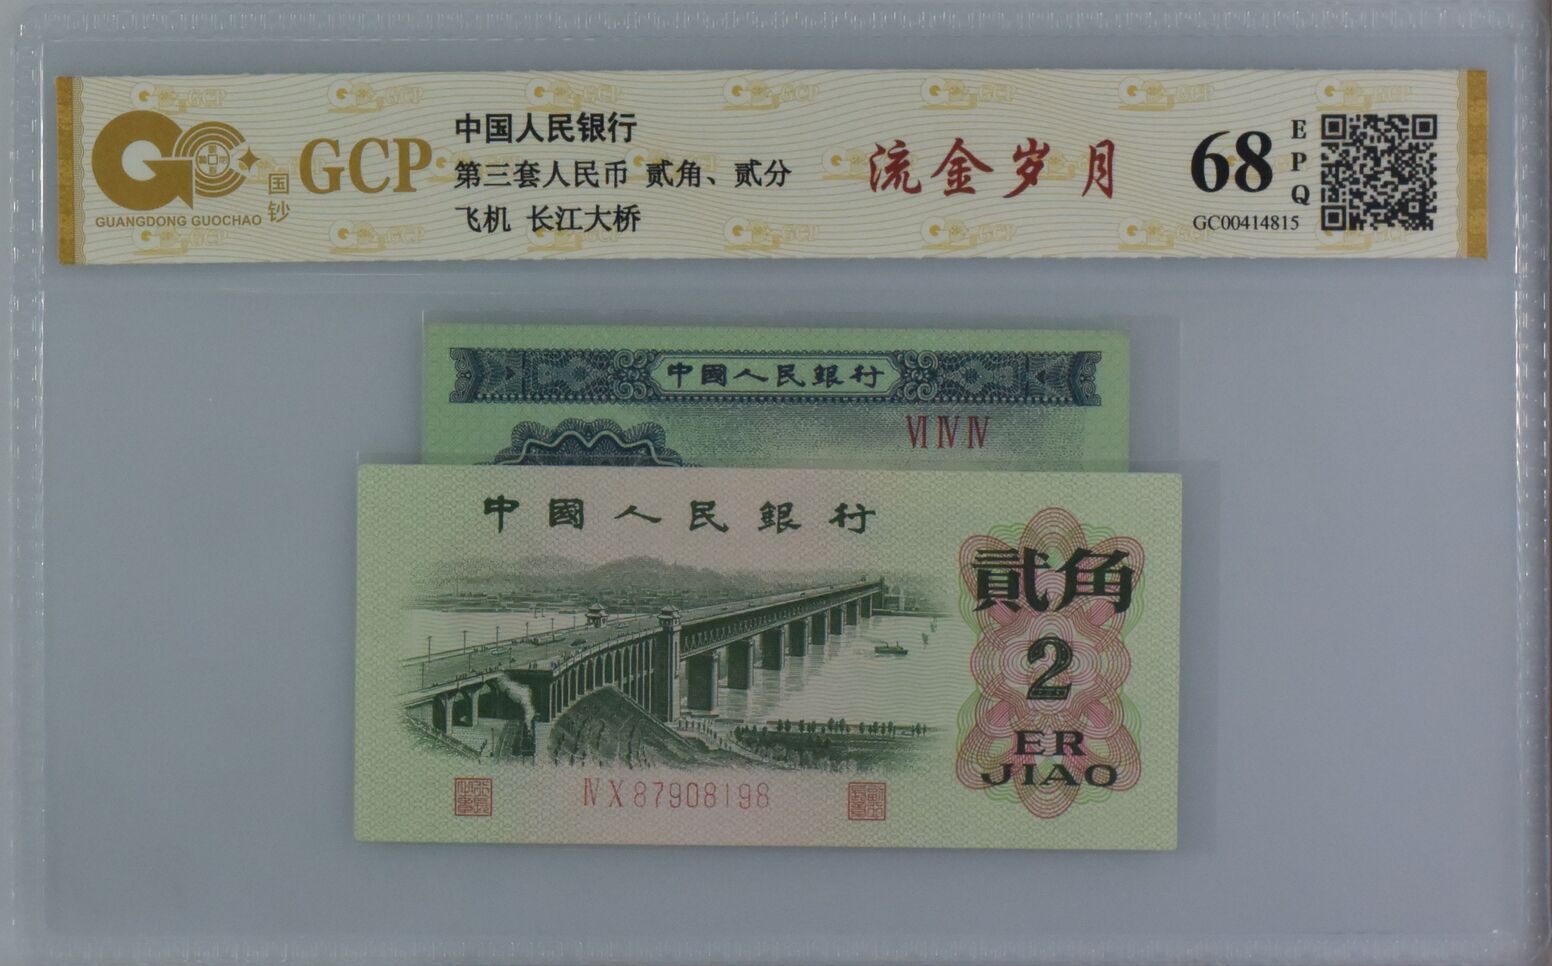 GCP
国钞
GUANGDONG GUOCHAO
中国人民银行
第三套人民币 贰角、贰分
飞机 长江大桥
流金岁月
68
EPQ
GC00414815
中國人民銀行
VI IV IV
中國人民銀行
貳角
2
ER
JIAO
IV X 87908198